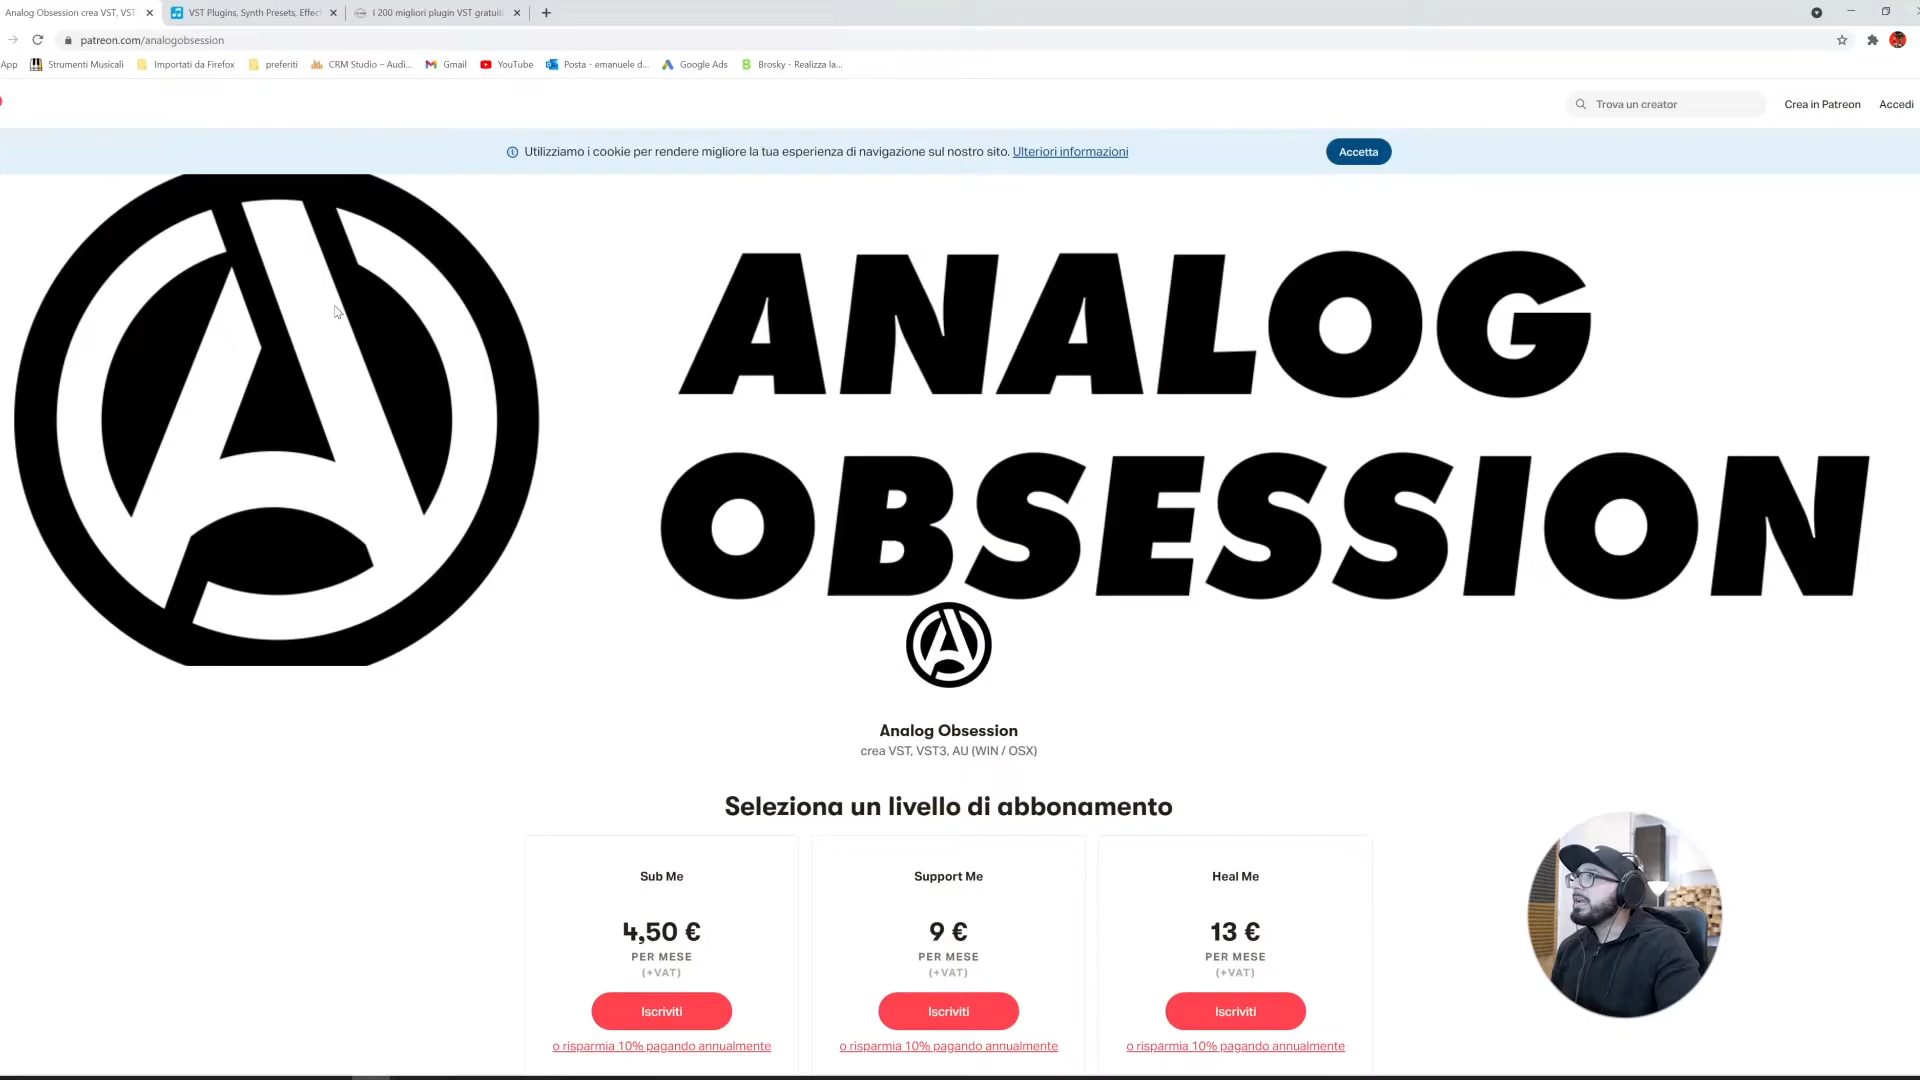 Analog Obsession crea VST, VST
VST Plugins, Synth Presets, Effect
I 200 migliori plugin VST gratuiti
patreon.com/analogobsession
App
Strumenti Musicali
Importati da Firefox
preferiti
CRM Studio – Audi...
Gmail
YouTube
Posta - emanuele d...
Google Ads
Brosky - Realizza la...
Trova un creator
Crea in Patreon
Accedi
Utilizziamo i cookie per rendere migliore la tua esperienza di navigazione sul nostro sito. Ulteriori informazioni
Accetta
ANALOG
OBSESSION
Analog Obsession
crea VST, VST3, AU (WIN / OSX)
Seleziona un livello di abbonamento
Sub Me
4,50 €
PER MESE
(+VAT)
Iscriviti
o risparmia 10% pagando annualmente
Support Me
9 €
PER MESE
(+VAT)
Iscriviti
o risparmia 10% pagando annualmente
Heal Me
13 €
PER MESE
(+VAT)
Iscriviti
o risparmia 10% pagando annualmente